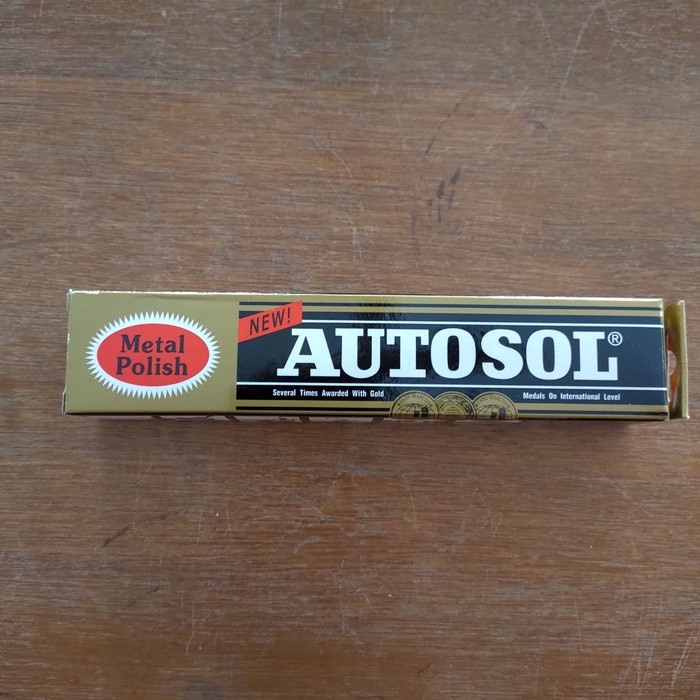 Metal
Polish
NEW!
AUTOSOL®
Several Times Awarded With Gold
Medals On International Level